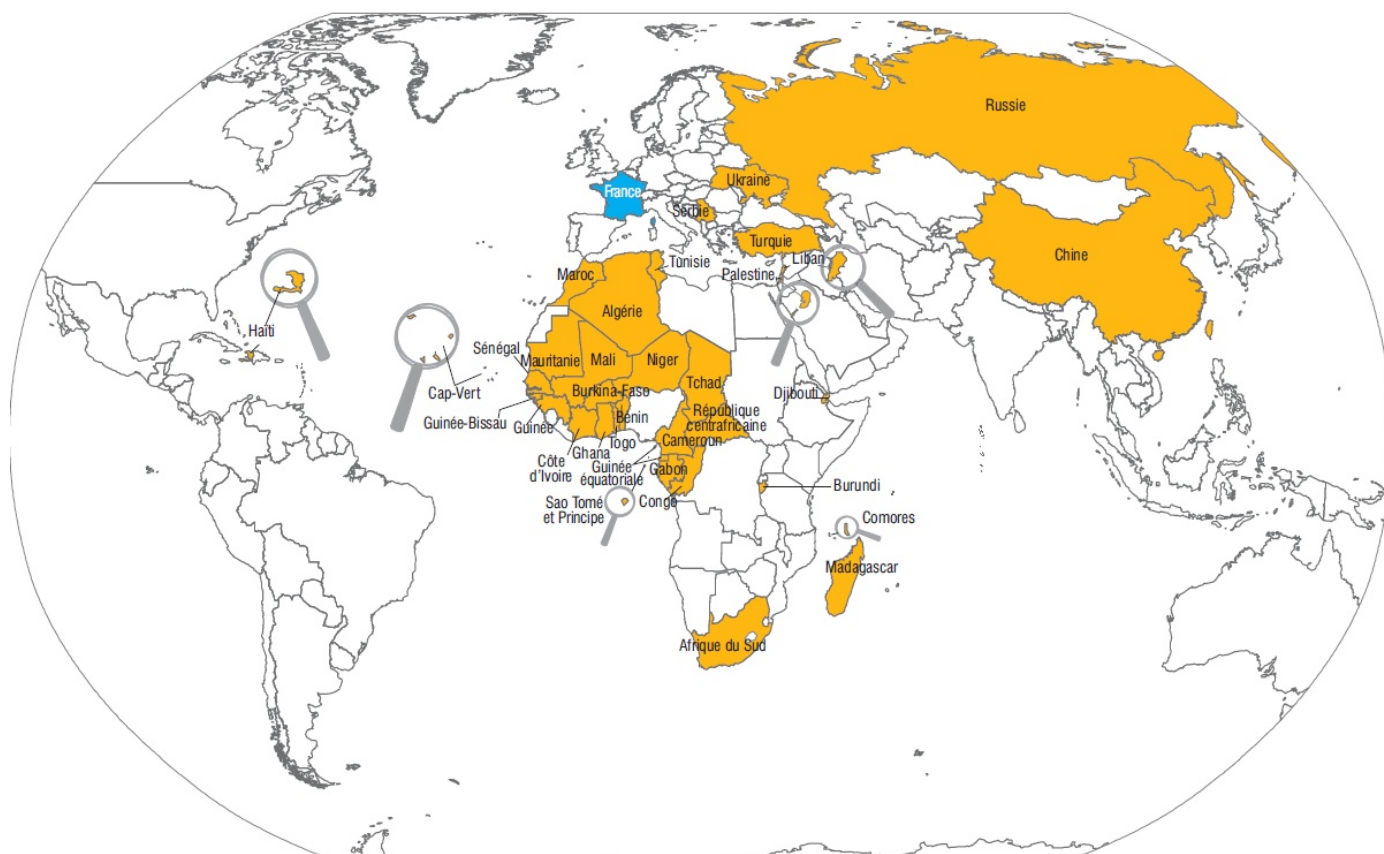 Russie
Ukraine
France
Serbie
Turquie
Chine
Tunisie
Liban
Palestine
Maroc
Algérie
Haïti
Sénégal
Mauritanie
Mali
Niger
Cap-Vert
Tchad
Burkina-Faso
Djibouti
Guinée-Bissau
Guinée
Bénin
République
centrafricaine
Togo
Ghana
Cameroun
Côte
d'Ivoire
Guinée
équatoriale
Gabon
Burundi
Sao Tomé
et Principe
Congo
Comores
Madagascar
Afrique du Sud